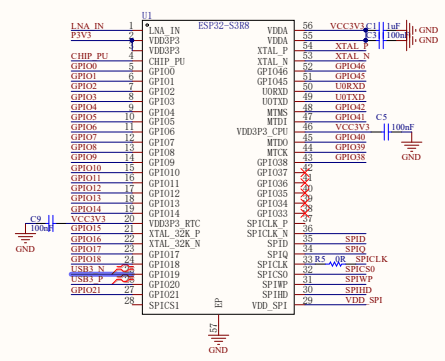 U1
ESP32-S3R8
LNA_IN 1 LNA_IN VDDA 56 VCC3V3 C1 1uF GND
P3V3 2 VDD3P3 VDDA 55 C3 100nF GND
3 VDD3P3 XTAL_P 54 XTAL_P
CHIP_PU 4 CHIP_PU XTAL_N 53 XTAL_N
GPIO0 5 GPIO0 GPIO46 52 GPIO46
GPIO1 6 GPIO1 GPIO45 51 GPIO45
GPIO2 7 GPIO2 U0RXD 50 U0RXD
GPIO3 8 GPIO3 U0TXD 49 U0TXD
GPIO4 9 GPIO4 MTMS 48 GPIO42
GPIO5 10 GPIO5 MTDI 47 GPIO41
GPIO6 11 GPIO6 VDD3P3_CPU 46 VCC3V3 C5 100nF
GPIO7 12 GPIO7 MTDO 45 GPIO40
GPIO8 13 GPIO8 MTCK 44 GPIO39 GND
GPIO9 14 GPIO9 GPIO38 43 GPIO38
GPIO10 15 GPIO10 GPIO37 42
GPIO11 16 GPIO11 GPIO36 41
GPIO12 17 GPIO12 GPIO35 40
GPIO13 18 GPIO13 GPIO34 39
GPIO14 19 GPIO14 GPIO33 38
C9 100nF GND VCC3V3 20 VDD3P3_RTC SPICLK_P 37
GPIO15 21 XTAL_32K_P SPICLK_N 36
GPIO16 22 XTAL_32K_N SPID 35 SPID
GPIO17 23 GPIO17 SPIQ 34 SPIQ
GPIO18 24 GPIO18 SPICLK 33 R5 0R SPICLK
USB3_N GPIO19 SPICS0 32 SPICS0
USB3_P GPIO20 SPIWP 31 SPIWP
GPIO21 27 GPIO21 SPIHD 30 SPIHD
28 SPICS1 VDD_SPI 29 VDD_SPI
EP
57
GND